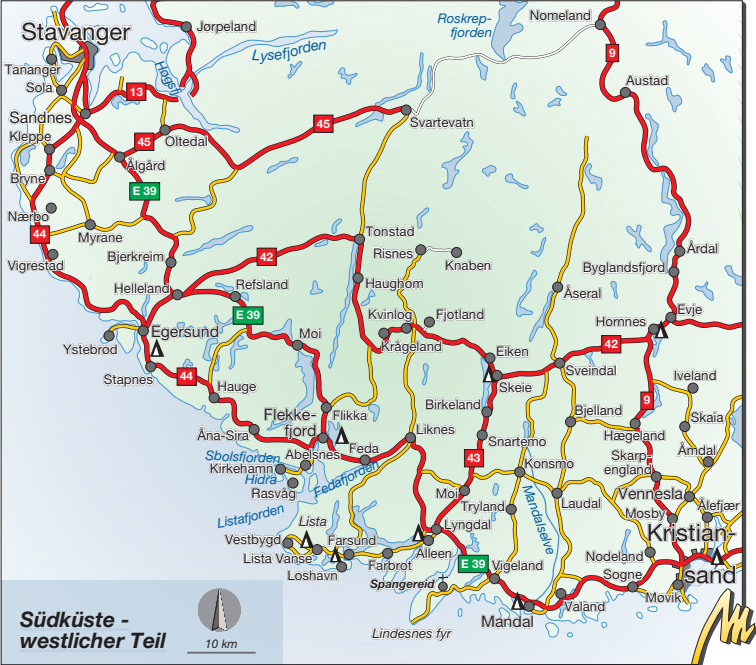 Stavanger
Jørpeland
Roskrep-
fjorden
Nomeland
Lysefjorden
9
Tananger
Høgsfj.
Sola
13
Austad
Sandnes
45
Svartevatn
Kleppe
45
Oltedal
Ålgård
Bryne
E 39
Nærbø
Tonstad
44
Myrane
Risnes
Årdal
Vigrestad
Bjerkreim
42
Knaben
Byglandsfjord
Helleland
Refsland
Haughom
Åseral
E 39
Kvinlog
Fjotland
Hornnes
Evje
Egersund
Moi
Krågeland
42
Ystebrød
Eiken
Sveindal
Stapnes
44
Skeie
Iveland
Hauge
9
Birkeland
Bjelland
Flekke-
fjord
Flikka
Skaia
Åna-Sira
Liknes
Hægeland
Snartemo
Sbolsfjorden
Abelsnes
Feda
43
Konsmo
Skarp-
england
Åmdal
Kirkehamn
Hidra
Fedafjorden
Rasvåg
Moi
Vennesla
Tryland
Mandalselve
Laudal
Ålefjær
Listafjorden
Mosby
Lista
Lyngdal
Kristian-
sand
Vestbygd
Farsund
Ålleen
Lista Vanse
Farbrot
E 39
Vigeland
Nodeland
Loshavn
Spangereid
Sogne
Valand
Møvik
Mandal
Lindesnes fyr
Südküste -
westlicher Teil
10 km